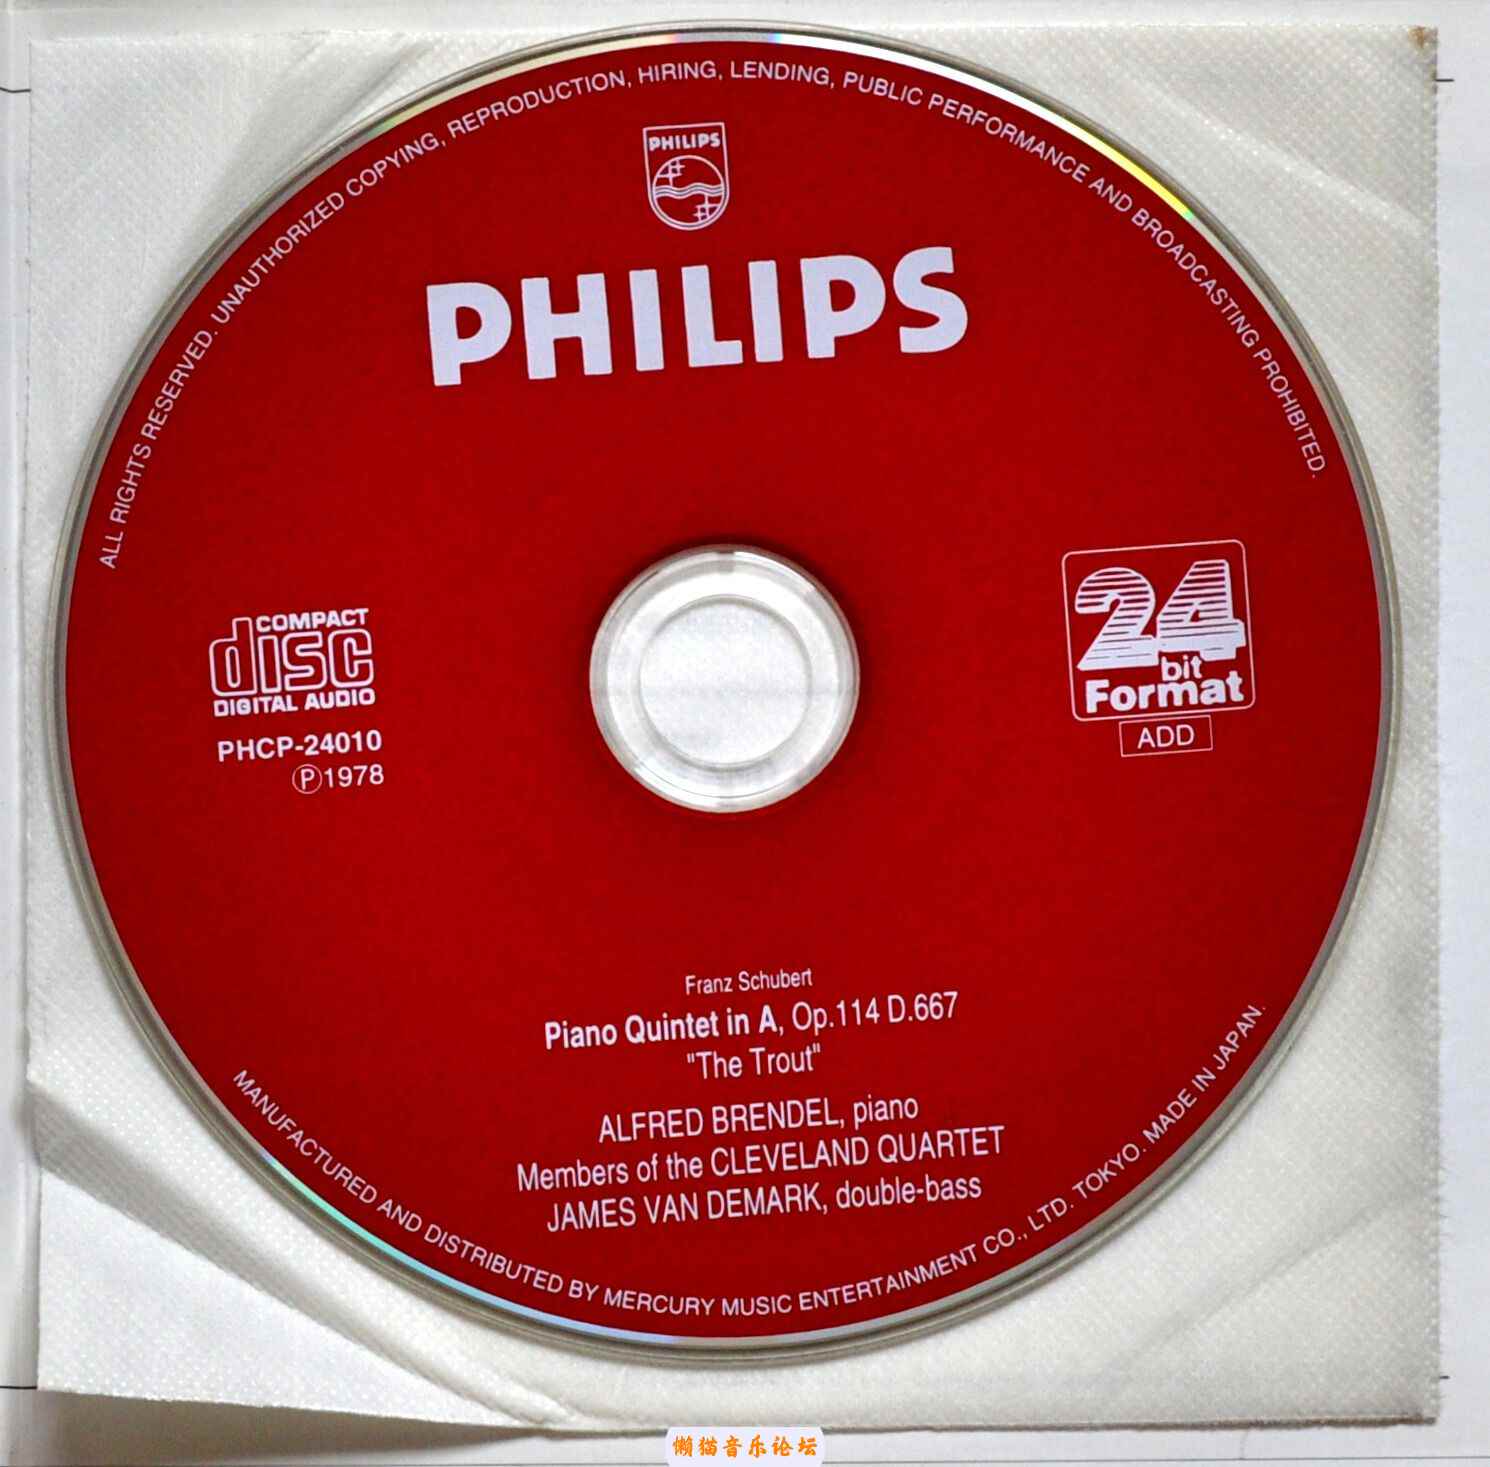 ALL RIGHTS RESERVED. UNAUTHORIZED COPYING, REPRODUCTION, HIRING, LENDING, PUBLIC PERFORMANCE AND BROADCASTING PROHIBITED.
PHILIPS
PHILIPS
COMPACT
disc
DIGITAL AUDIO
PHCP-24010
Ⓟ1978
24
bit
Format
ADD
Franz Schubert
Piano Quintet in A, Op.114 D.667
"The Trout"
ALFRED BRENDEL, piano
Members of the CLEVELAND QUARTET
JAMES VAN DEMARK, double-bass
MANUFACTURED AND DISTRIBUTED BY MERCURY MUSIC ENTERTAINMENT CO., LTD. TOKYO. MADE IN JAPAN.
懒猫音乐论坛